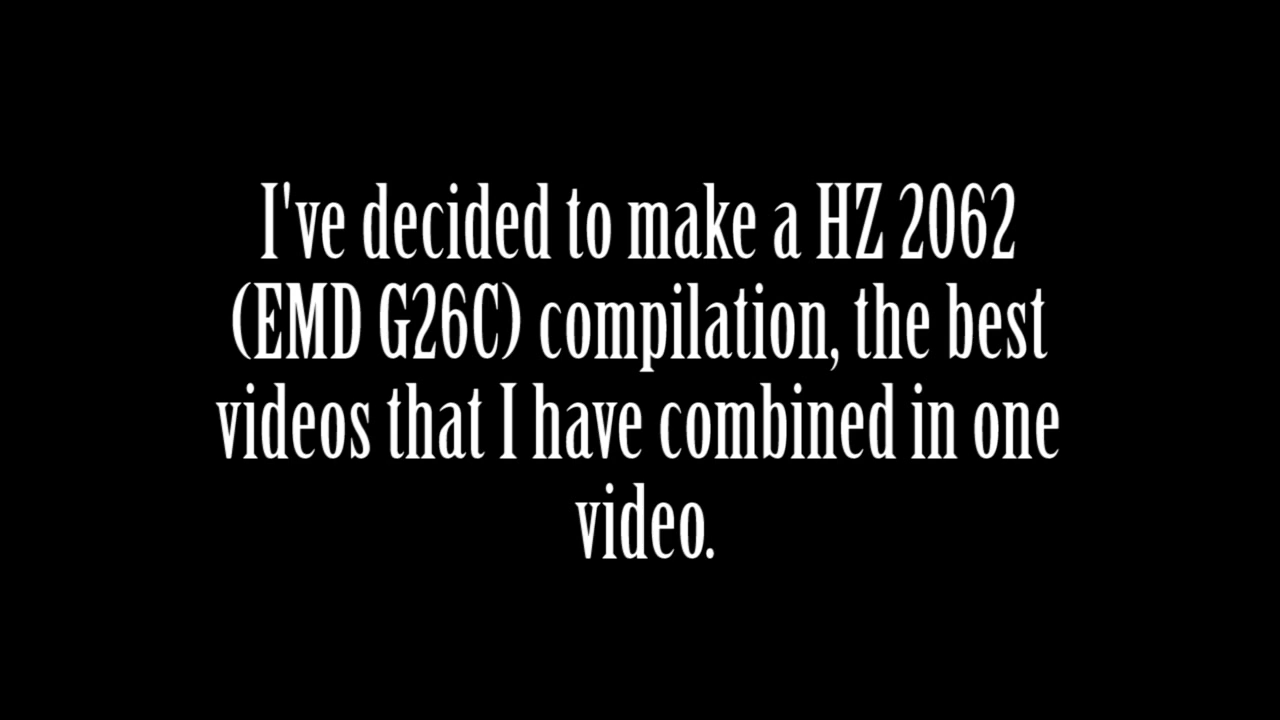 I've decided to make a HZ 2062
(EMD G26C) compilation, the best
videos that I have combined in one
video.